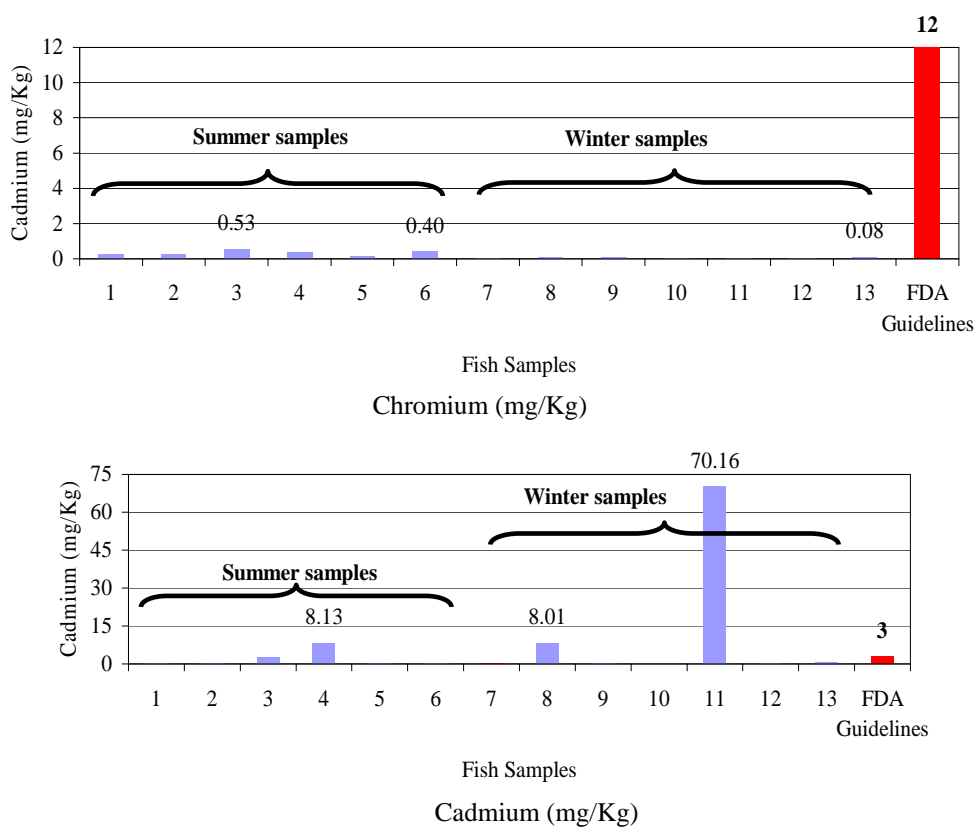 12
12
10
8
6
4
2
0
Cadmium (mg/Kg)
Summer samples
Winter samples
0.53
0.40
0.08
1 2 3 4 5 6 7 8 9 10 11 12 13 FDA
Guidelines
Fish Samples
Chromium (mg/Kg)
75
60
45
30
15
0
Cadmium (mg/Kg)
70.16
Winter samples
Summer samples
8.13
8.01
3
1 2 3 4 5 6 7 8 9 10 11 12 13 FDA
Guidelines
Fish Samples
Cadmium (mg/Kg)